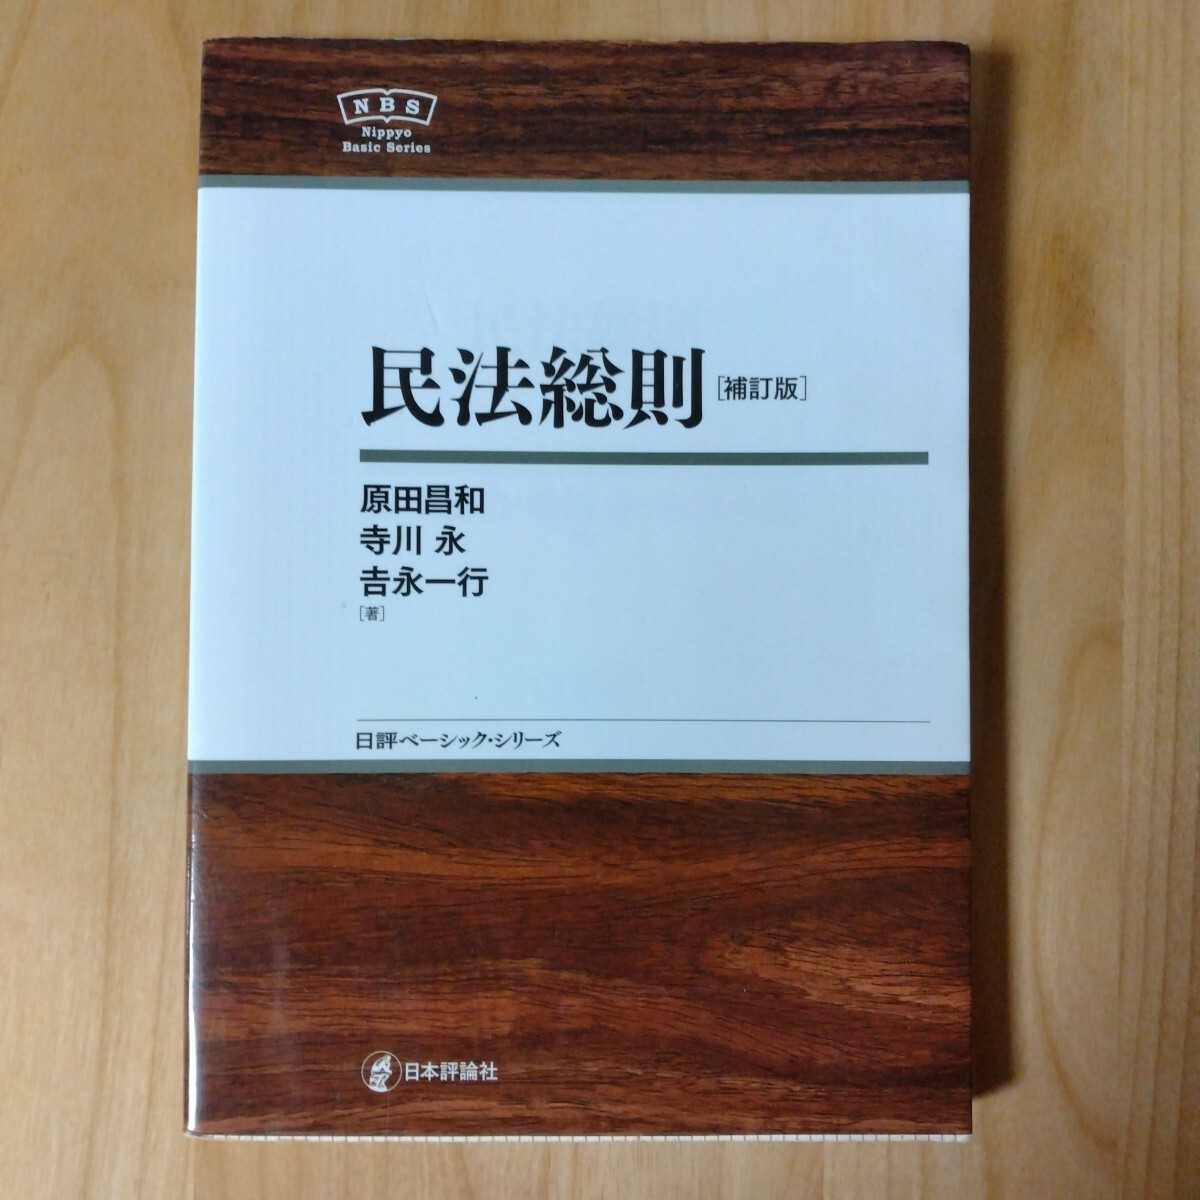 NBS
Nippyo
Basic Series
民法総則[補訂版]
原田昌和
寺川 永
𠮷永一行
[著]
日評ベーシック・シリーズ
日本評論社